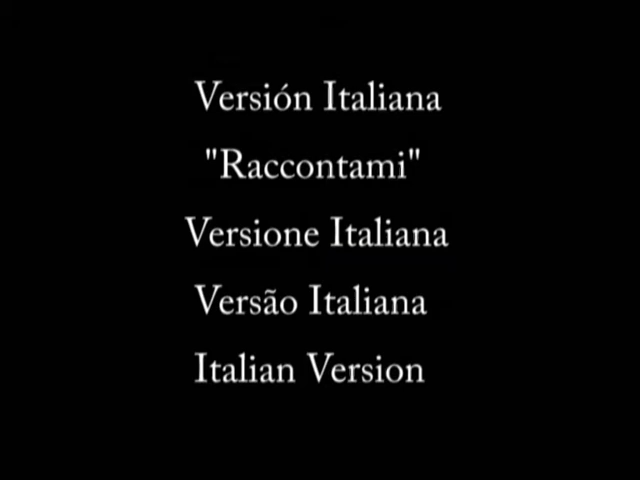 Versión Italiana
"Raccontami"
Versione Italiana
Versão Italiana
Italian Version